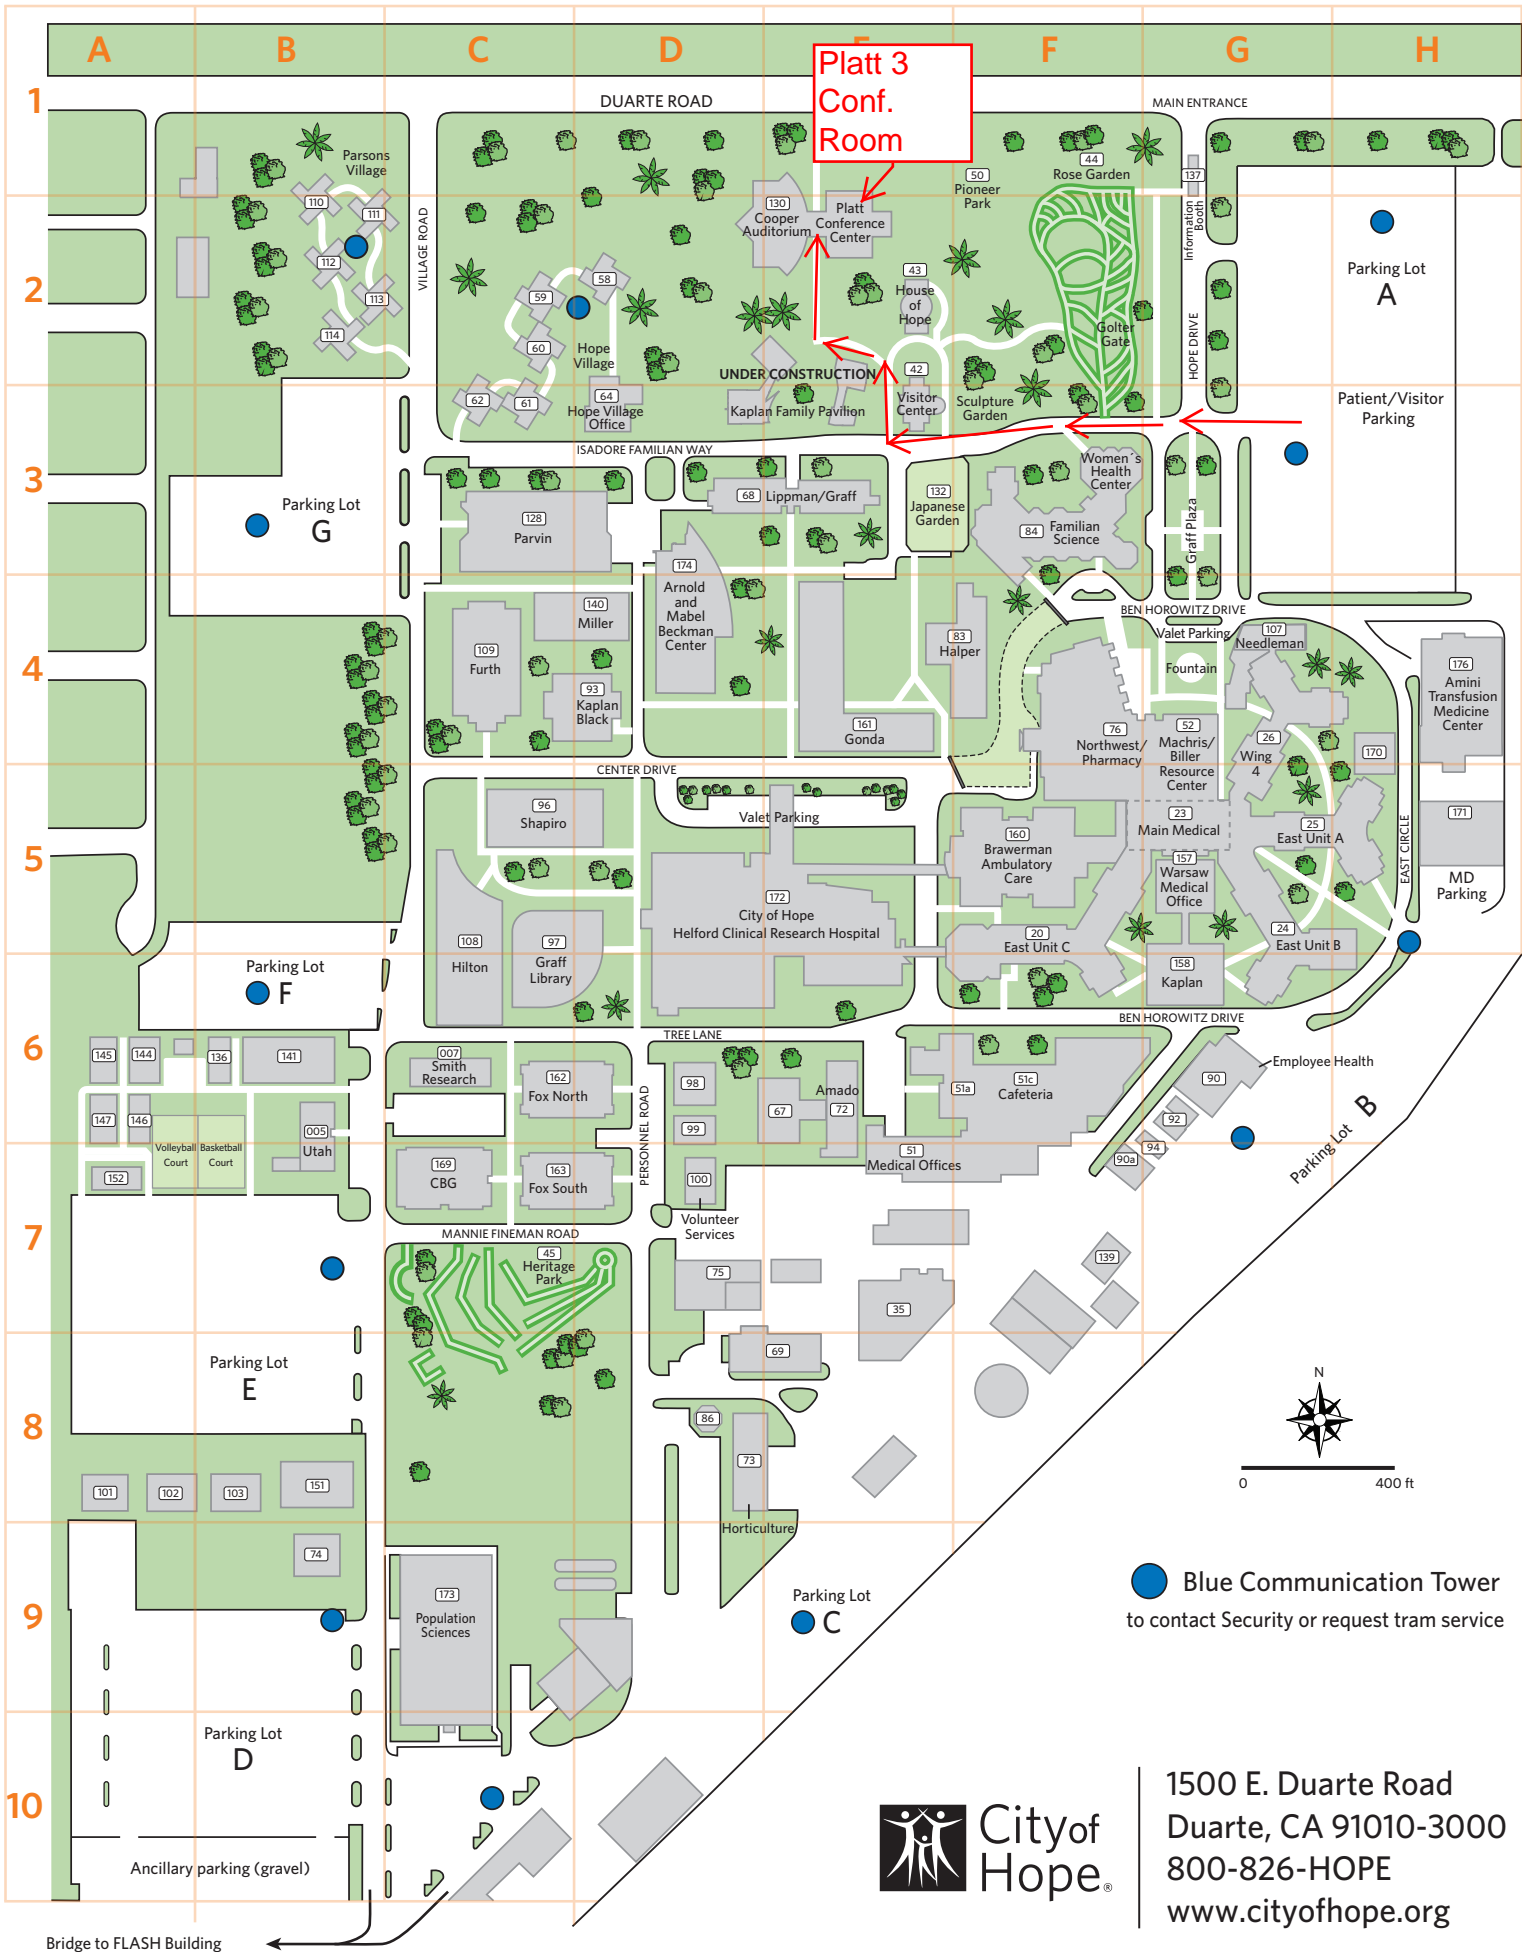 A
B
C
D
E
F
G
H
1
2
3
4
5
6
7
8
9
10
Platt 3
Conf.
Room
DUARTE ROAD
MAIN ENTRANCE
Parsons
Village
110
111
112
113
114
VILLAGE ROAD
130
Cooper
Auditorium
Platt
Conference
Center
50
Pioneer
Park
44
Rose Garden
137
Information
Booth
HOPE DRIVE
Parking Lot
A
Patient/Visitor
Parking
58
59
60
61
62
Hope
Village
64
Hope Village
Office
43
House
of
Hope
42
Visitor
Center
Golter
Gate
Sculpture
Garden
UNDER CONSTRUCTION
Kaplan Family Pavilion
ISADORE FAMILIAN WAY
Parking Lot
G
128
Parvin
68
Lippman/Graff
132
Japanese
Garden
Women´s
Health
Center
84
Familian
Science
Graff Plaza
174
Arnold
and
Mabel
Beckman
Center
140
Miller
109
Furth
93
Kaplan
Black
83
Halper
161
Gonda
BEN HOROWITZ DRIVE
Valet Parking
107
Needleman
Fountain
176
Amini
Transfusion
Medicine
Center
76
Northwest/
Pharmacy
52
Machris/
Biller
Resource
Center
26
Wing
4
170
CENTER DRIVE
96
Shapiro
Valet Parking
160
Brawerman
Ambulatory
Care
23
Main Medical
157
Warsaw
Medical
Office
25
East Unit A
EAST CIRCLE
171
MD
Parking
172
City of Hope
Helford Clinical Research Hospital
108
Hilton
97
Graff
Library
20
East Unit C
158
Kaplan
24
East Unit B
Parking Lot
F
TREE LANE
BEN HOROWITZ DRIVE
145
144
136
141
147
146
152
Volleyball
Court
Basketball
Court
005
Utah
007
Smith
Research
162
Fox North
169
CBG
163
Fox South
PERSONNEL ROAD
98
99
100
67
Amado
72
51a
51c
Cafeteria
51
Medical Offices
90
Employee Health
92
94
90a
Parking Lot B
Volunteer
Services
MANNIE FINEMAN ROAD
45
Heritage
Park
75
35
139
69
Parking Lot
E
86
73
Horticulture
N
0
400 ft
101
102
103
151
74
173
Population
Sciences
Parking Lot
C
Blue Communication Tower
to contact Security or request tram service
Parking Lot
D
Ancillary parking (gravel)
Bridge to FLASH Building
City of
Hope®
1500 E. Duarte Road
Duarte, CA 91010-3000
800-826-HOPE
www.cityofhope.org